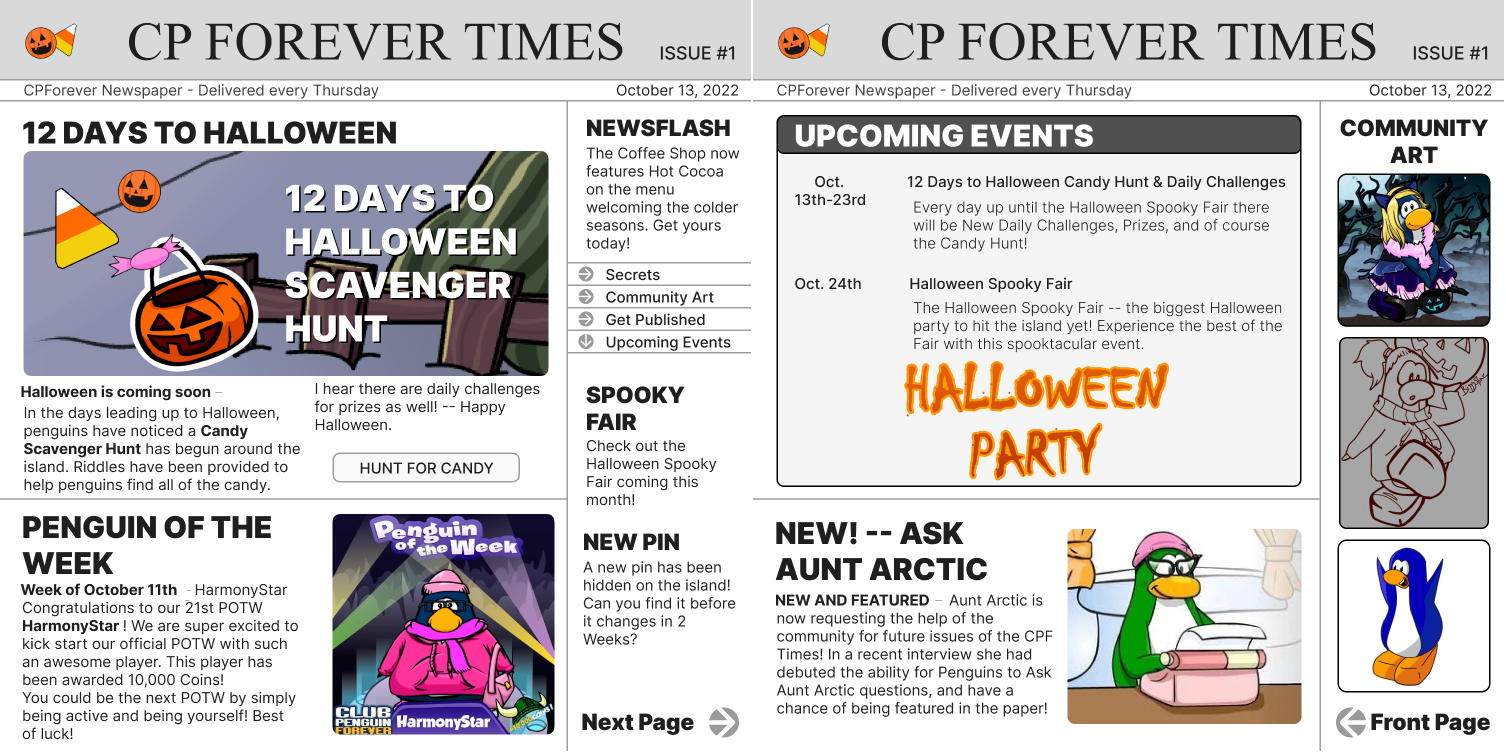 CP FOREVER TIMES
ISSUE #1
CPForever Newspaper - Delivered every Thursday
October 13, 2022
12 DAYS TO HALLOWEEN
12 DAYS TO
HALLOWEEN
SCAVENGER
HUNT
Halloween is coming soon –
In the days leading up to Halloween,
penguins have noticed a Candy
Scavenger Hunt has begun around the
island. Riddles have been provided to
help penguins find all of the candy.
I hear there are daily challenges
for prizes as well! -- Happy
Halloween.
HUNT FOR CANDY
PENGUIN OF THE
WEEK
Week of October 11th - HarmonyStar
Congratulations to our 21st POTW
HarmonyStar ! We are super excited to
kick start our official POTW with such
an awesome player. This player has
been awarded 10,000 Coins!
You could be the next POTW by simply
being active and being yourself! Best
of luck!
Penguin
of the Week
CLUB
PENGUIN
FOREVER
HarmonyStar
NEWSFLASH
The Coffee Shop now
features Hot Cocoa
on the menu
welcoming the colder
seasons. Get yours
today!
Secrets
Community Art
Get Published
Upcoming Events
SPOOKY
FAIR
Check out the
Halloween Spooky
Fair coming this
month!
NEW PIN
A new pin has been
hidden on the island!
Can you find it before
it changes in 2
Weeks?
Next Page
CP FOREVER TIMES
ISSUE #1
CPForever Newspaper - Delivered every Thursday
October 13, 2022
UPCOMING EVENTS
Oct.
13th-23rd
12 Days to Halloween Candy Hunt & Daily Challenges
Every day up until the Halloween Spooky Fair there
will be New Daily Challenges, Prizes, and of course
the Candy Hunt!
Oct. 24th
Halloween Spooky Fair
The Halloween Spooky Fair -- the biggest Halloween
party to hit the island yet! Experience the best of the
Fair with this spooktacular event.
HALLOWEEN
PARTY
NEW! -- ASK
AUNT ARCTIC
NEW AND FEATURED – Aunt Arctic is
now requesting the help of the
community for future issues of the CPF
Times! In a recent interview she had
debuted the ability for Penguins to Ask
Aunt Arctic questions, and have a
chance of being featured in the paper!
COMMUNITY
ART
Front Page